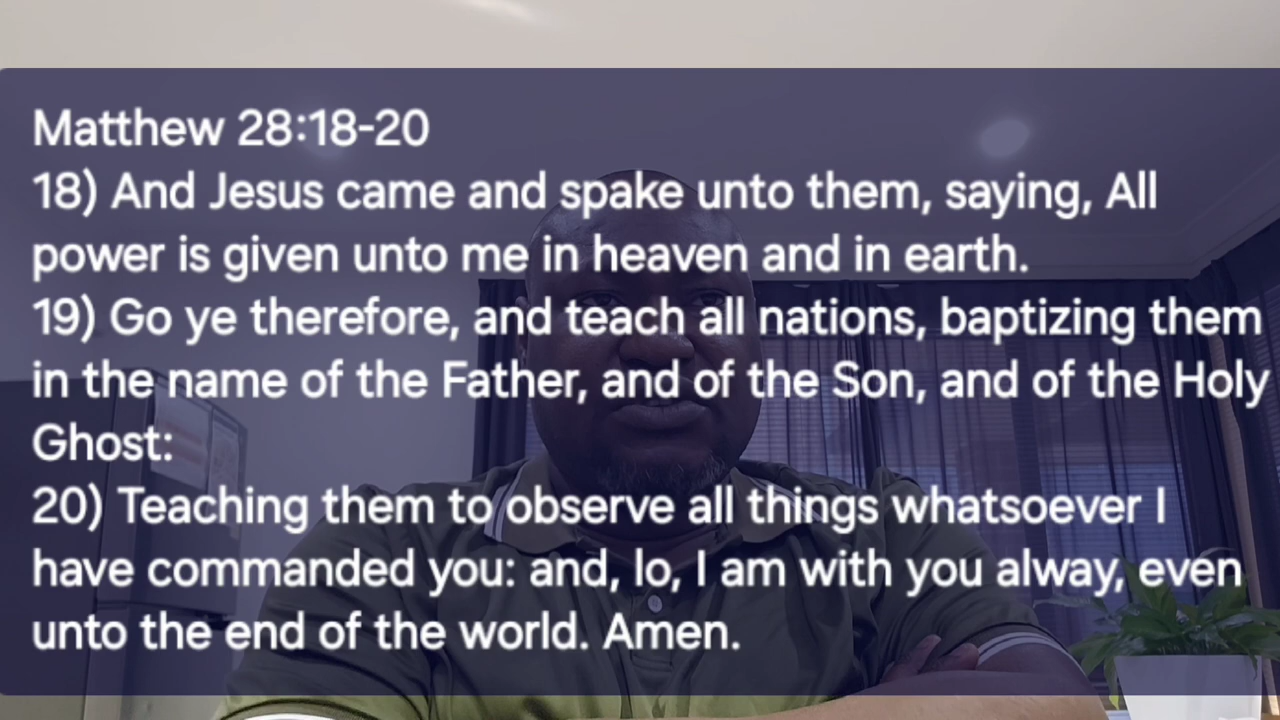 Matthew 28:18-20
18) And Jesus came and spake unto them, saying, All
power is given unto me in heaven and in earth.
19) Go ye therefore, and teach all nations, baptizing them
in the name of the Father, and of the Son, and of the Holy
Ghost:
20) Teaching them to observe all things whatsoever I
have commanded you: and, lo, I am with you alway, even
unto the end of the world. Amen.